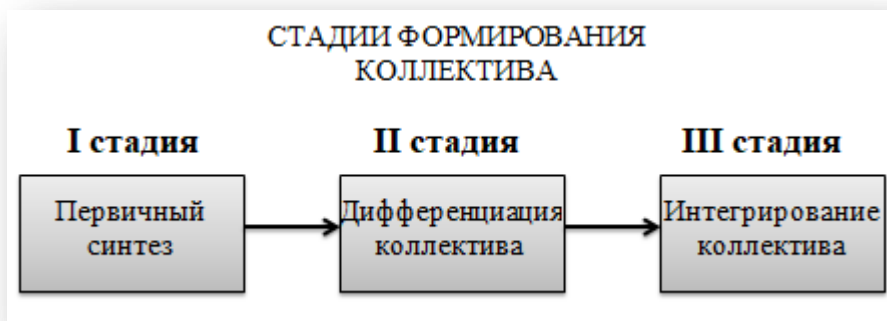 СТАДИИ ФОРМИРОВАНИЯ
КОЛЛЕКТИВА
I стадия
II стадия
III стадия
Первичный
синтез
Дифференциация
коллектива
Интегрирование
коллектива